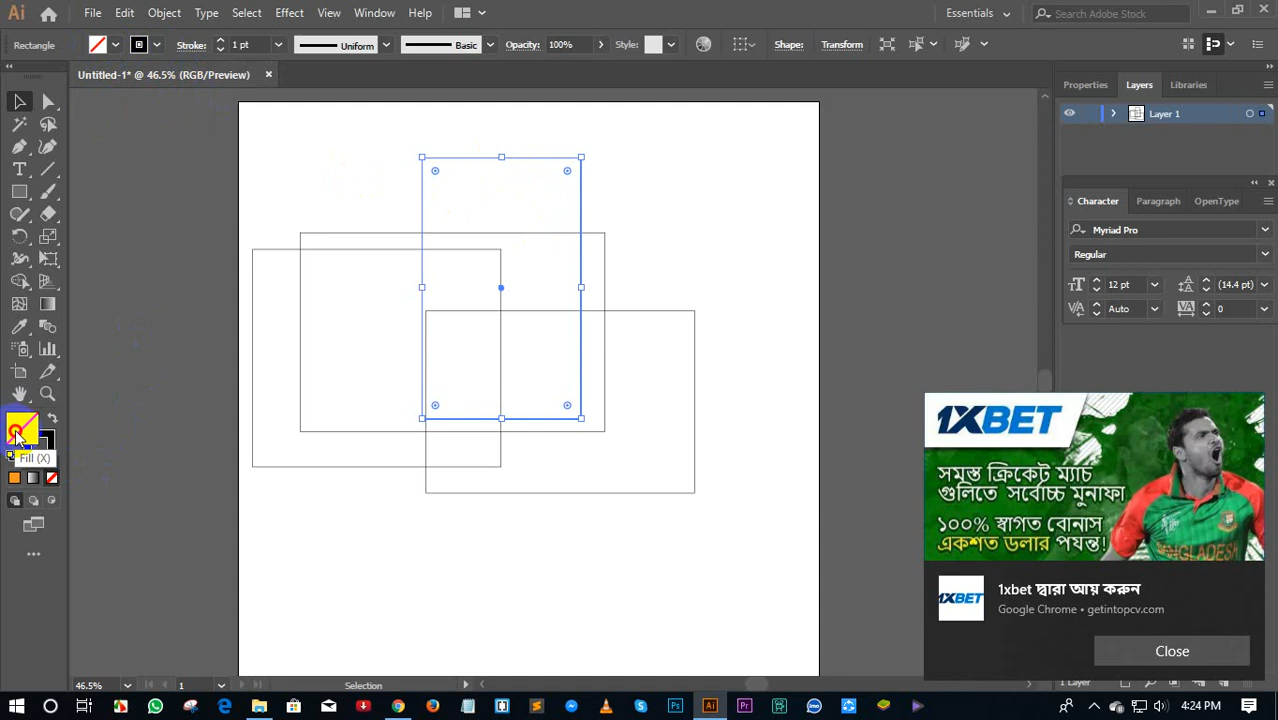 Ai File Edit Object Type Select Effect View Window Help Essentials Search Adobe Stock
Rectangle Stroke: 1 pt Uniform Basic Opacity: 100% Style: Shape: Transform
Untitled-1* @ 46.5% (RGB/Preview)
Properties Layers Libraries
Layer 1
Character Paragraph OpenType
Myriad Pro
Regular
12 pt (14.4 pt)
Auto 0
Fill (X)
1XBET
সমস্ত ক্রিকেট ম্যাচ
গুলিতে সর্বোচ্চ মুনাফা
১০০% স্বাগত বোনাস
একশত ডলার পর্যন্ত!
1XBET
1xbet দ্বারা আয় করুন
Google Chrome • getintopcv.com
Close
46.5% 1 Selection
4:24 PM